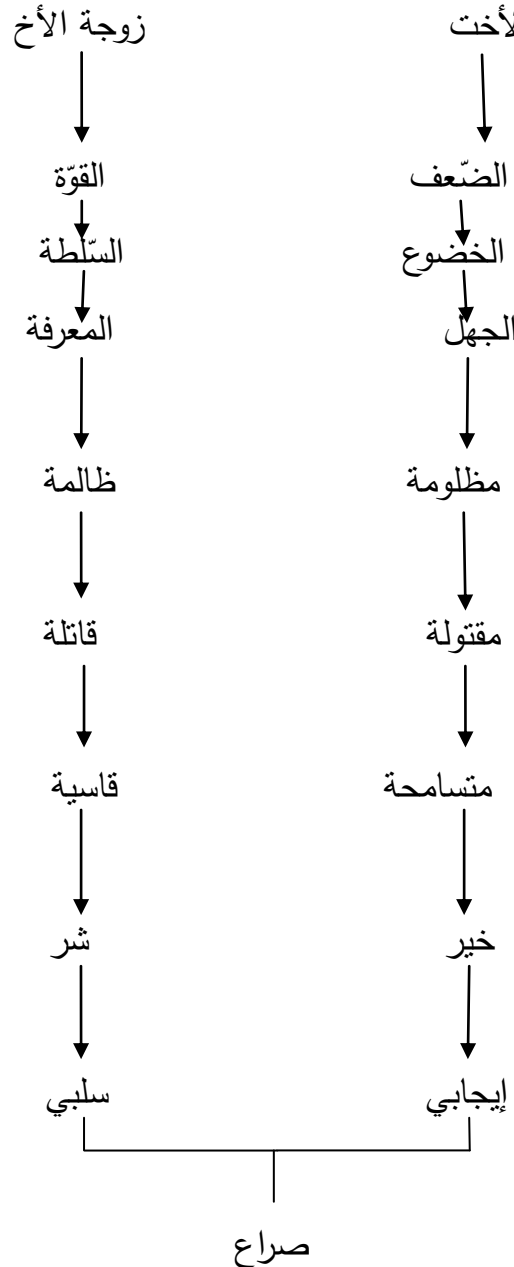 لأخت زوجة الأخ
الضّعف القوّة
الخضوع السّلطة
الجهل المعرفة
مظلومة ظالمة
مقتولة قاتلة
متسامحة قاسية
خير شر
إيجابي سلبي
صراع